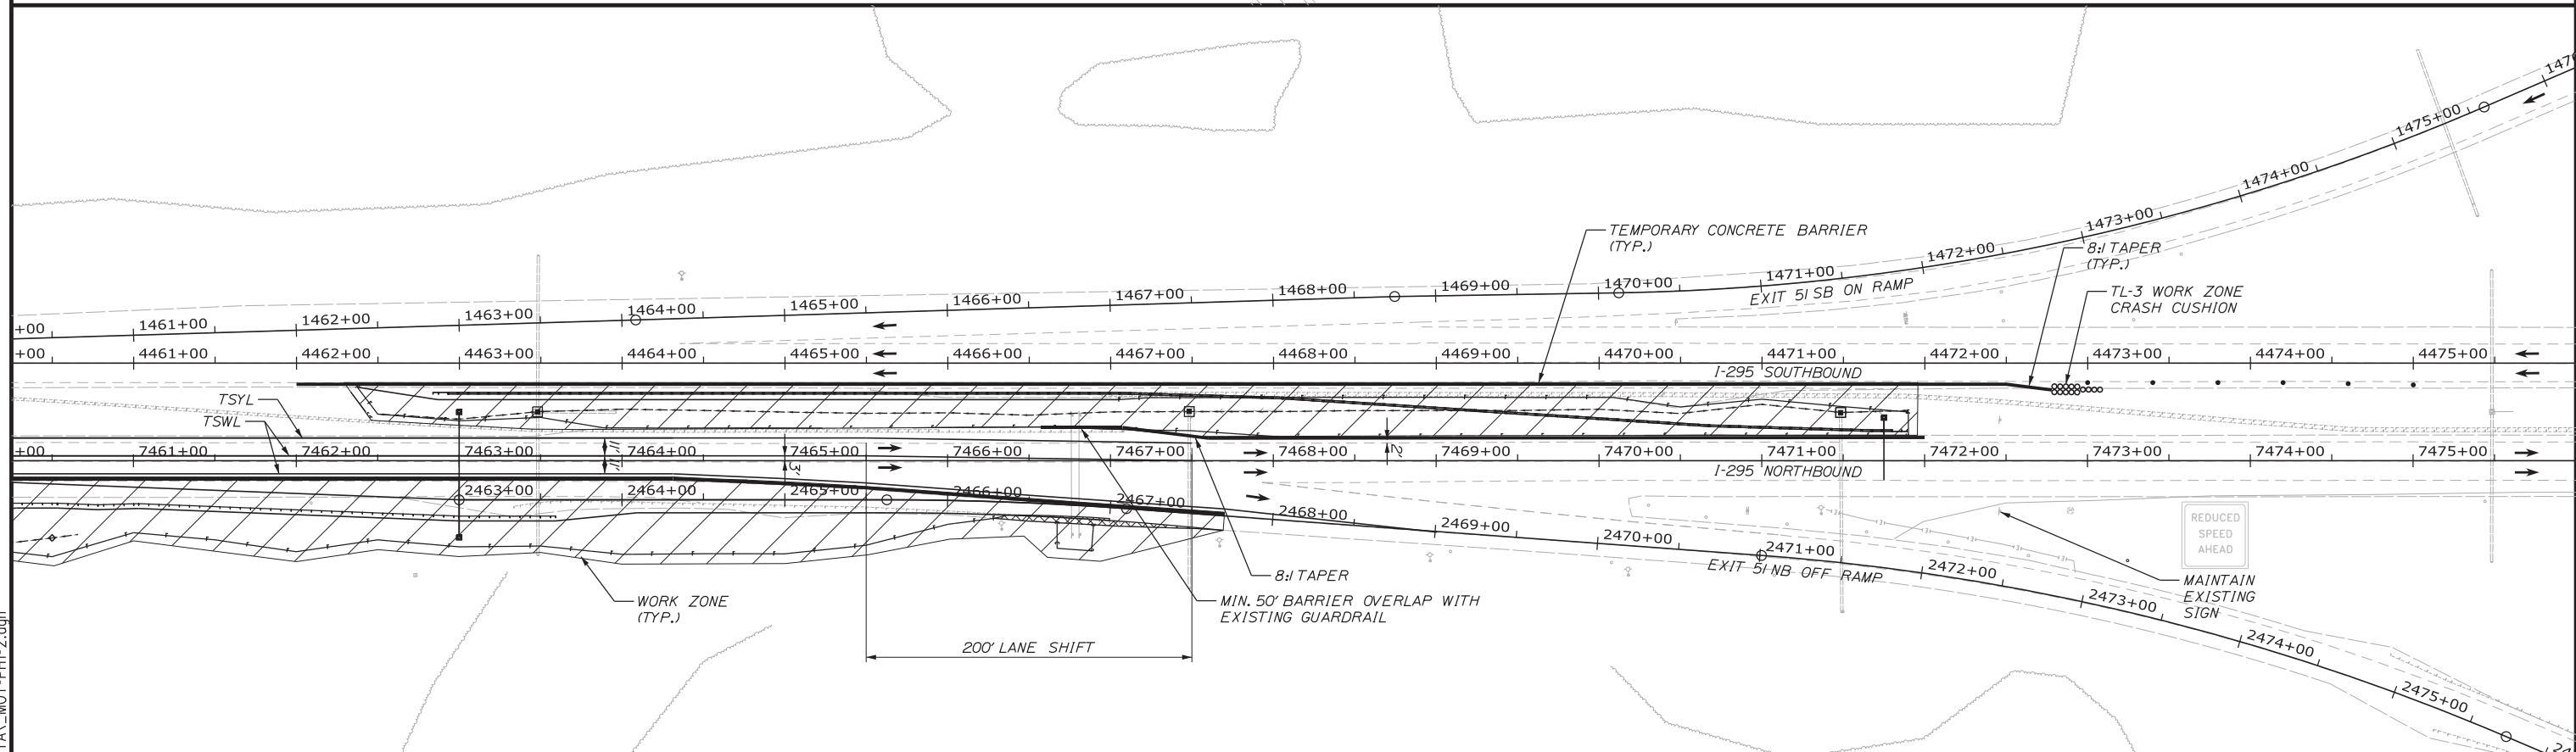 1476
1475+00
1474+00
1473+00
1472+00
1471+00
1470+00
1469+00
1468+00
1467+00
1466+00
1465+00
1464+00
1463+00
1462+00
1461+00
+00
EXIT 51 SB ON RAMP
TEMPORARY CONCRETE BARRIER
(TYP.)
8:1 TAPER
(TYP.)
TL-3 WORK ZONE
CRASH CUSHION
+00
4461+00
4462+00
4463+00
4464+00
4465+00
4466+00
4467+00
4468+00
4469+00
4470+00
4471+00
4472+00
4473+00
4474+00
4475+00
I-295 SOUTHBOUND
TSYL
TSWL
+00
7461+00
7462+00
7463+00
11'
11'
7464+00
3'
7465+00
7466+00
7467+00
7468+00
2'
7469+00
7470+00
7471+00
7472+00
7473+00
7474+00
7475+00
I-295 NORTHBOUND
2463+00
2464+00
2465+00
2466+00
2467+00
2468+00
2469+00
2470+00
2471+00
2472+00
2473+00
2474+00
2475+00
EXIT 51 NB OFF RAMP
REDUCED
SPEED
AHEAD
MAINTAIN
EXISTING
SIGN
8:1 TAPER
MIN. 50' BARRIER OVERLAP WITH
EXISTING GUARDRAIL
WORK ZONE
(TYP.)
200' LANE SHIFT